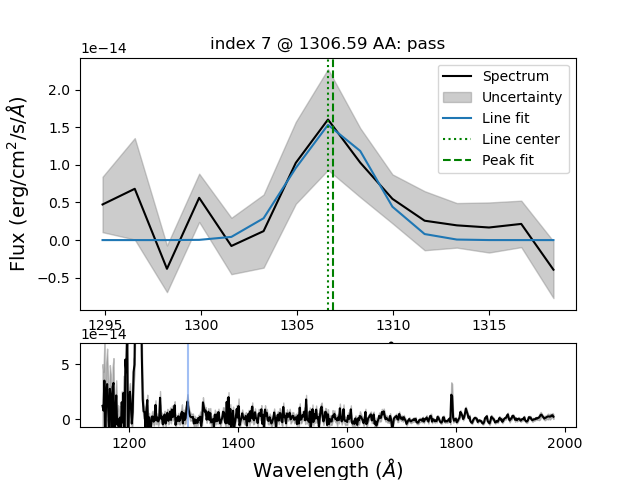 index 7 @ 1306.59 AA: pass
1e−14
Flux (erg/cm²/s/Å)
2.0
1.5
1.0
0.5
0.0
−0.5
Spectrum
Uncertainty
Line fit
Line center
Peak fit
1295 1300 1305 1310 1315
1e−14
5
0
1200 1400 1600 1800 2000
Wavelength (Å)